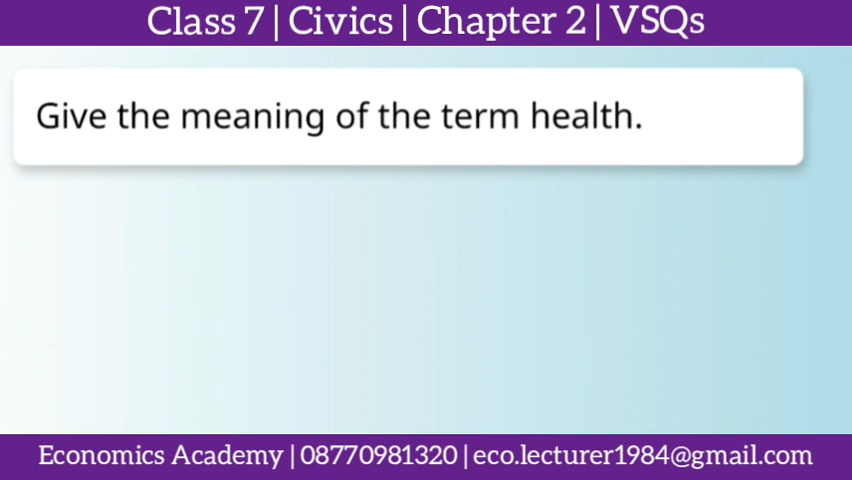 Class 7 | Civics | Chapter 2 | VSQs
Give the meaning of the term health.
Economics Academy | 08770981320 | eco.lecturer1984@gmail.com